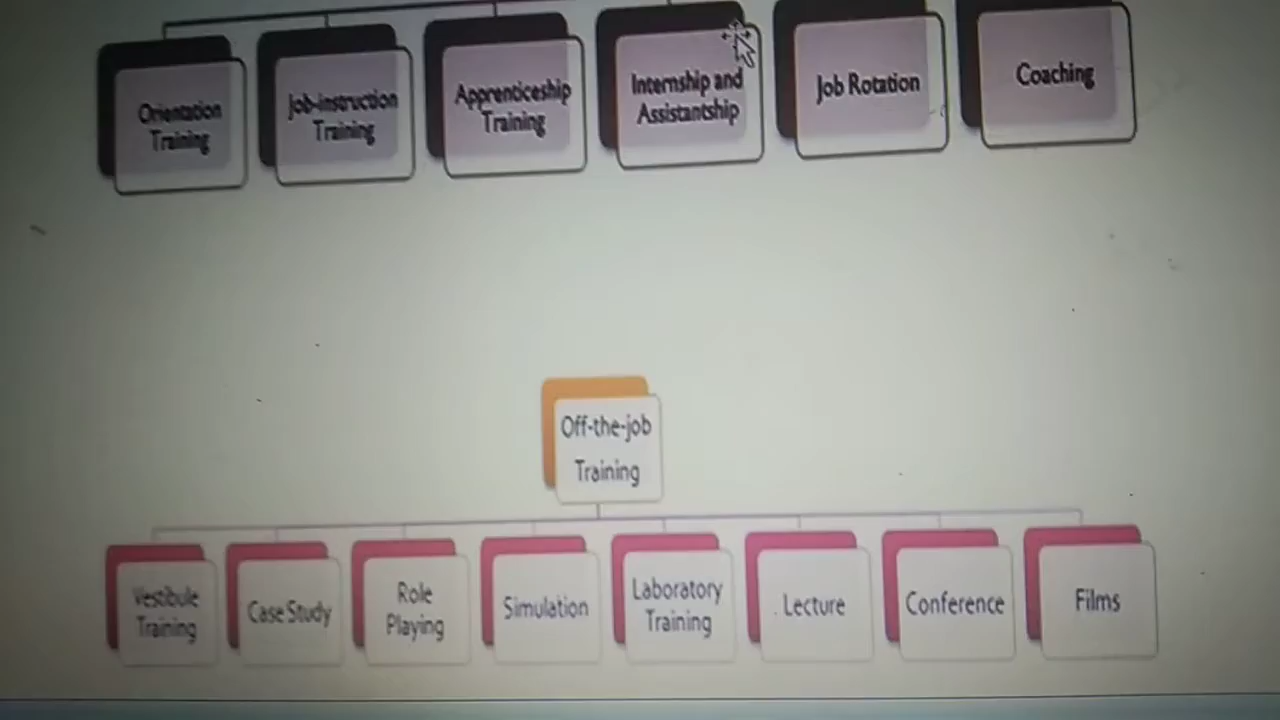 Orientation
Training
Job-instruction
Training
Apprenticeship
Training
Internship and
Assistantship
Job Rotation
Coaching
Off-the-job
Training
Vestibule
Training
Case Study
Role
Playing
Simulation
Laboratory
Training
Lecture
Conference
Films